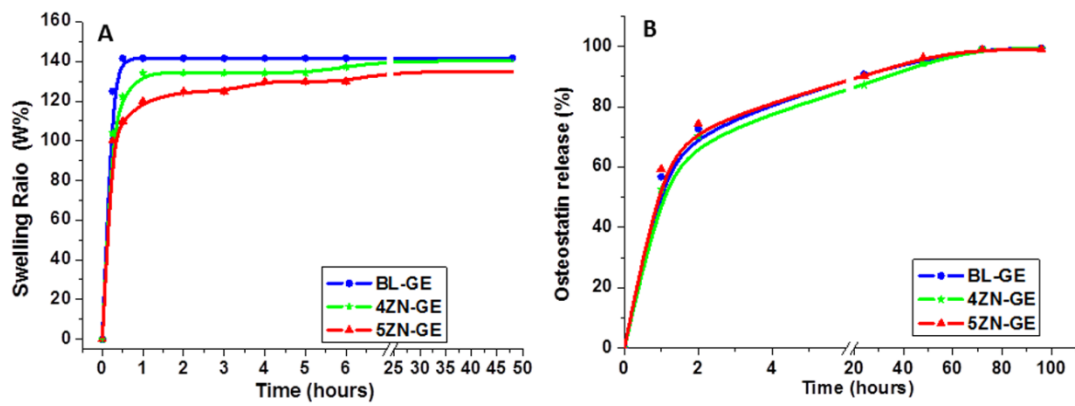 A
Swelling Raio (W%)
160
140
120
100
80
60
40
20
0
BL-GE
4ZN-GE
5ZN-GE
0 1 2 3 4 5 6 25 30 35 40 45 50
Time (hours)
B
Osteostatin release (%)
100
80
60
40
20
0
BL-GE
4ZN-GE
5ZN-GE
0 2 4 20 40 60 80 100
Time (hours)